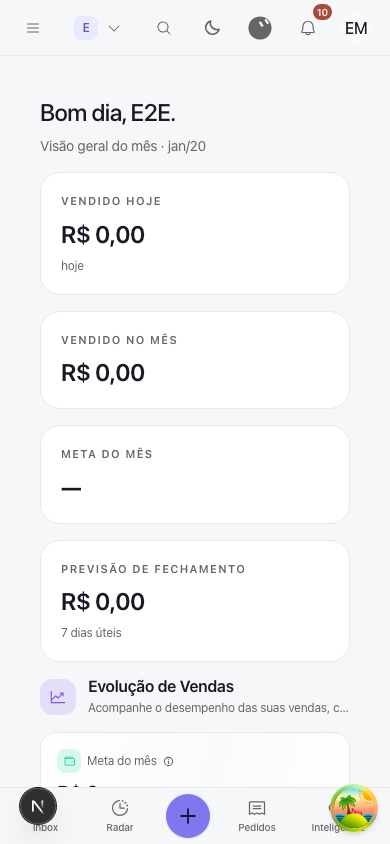 E
10
EM
Bom dia, E2E.
Visão geral do mês · jan/20
VENDIDO HOJE
R$ 0,00
hoje
VENDIDO NO MÊS
R$ 0,00
META DO MÊS
—
PREVISÃO DE FECHAMENTO
R$ 0,00
7 dias úteis
Evolução de Vendas
Acompanhe o desempenho das suas vendas, c...
Meta do mês
N
Inbox
Radar
Pedidos